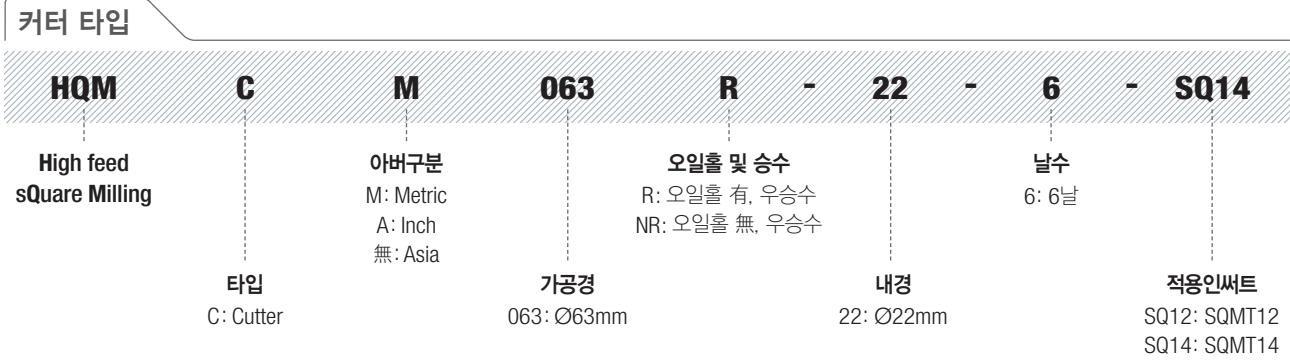 커터 타입
HQM C M 063 R - 22 - 6 - SQ14
High feed
sQuare Milling
아버구분
M: Metric
A: Inch
無: Asia
오일홀 및 승수
R: 오일홀 有, 우승수
NR: 오일홀 無, 우승수
날수
6: 6날
타입
C: Cutter
가공경
063: Ø63mm
내경
22: Ø22mm
적용인써트
SQ12: SQMT12
SQ14: SQMT14